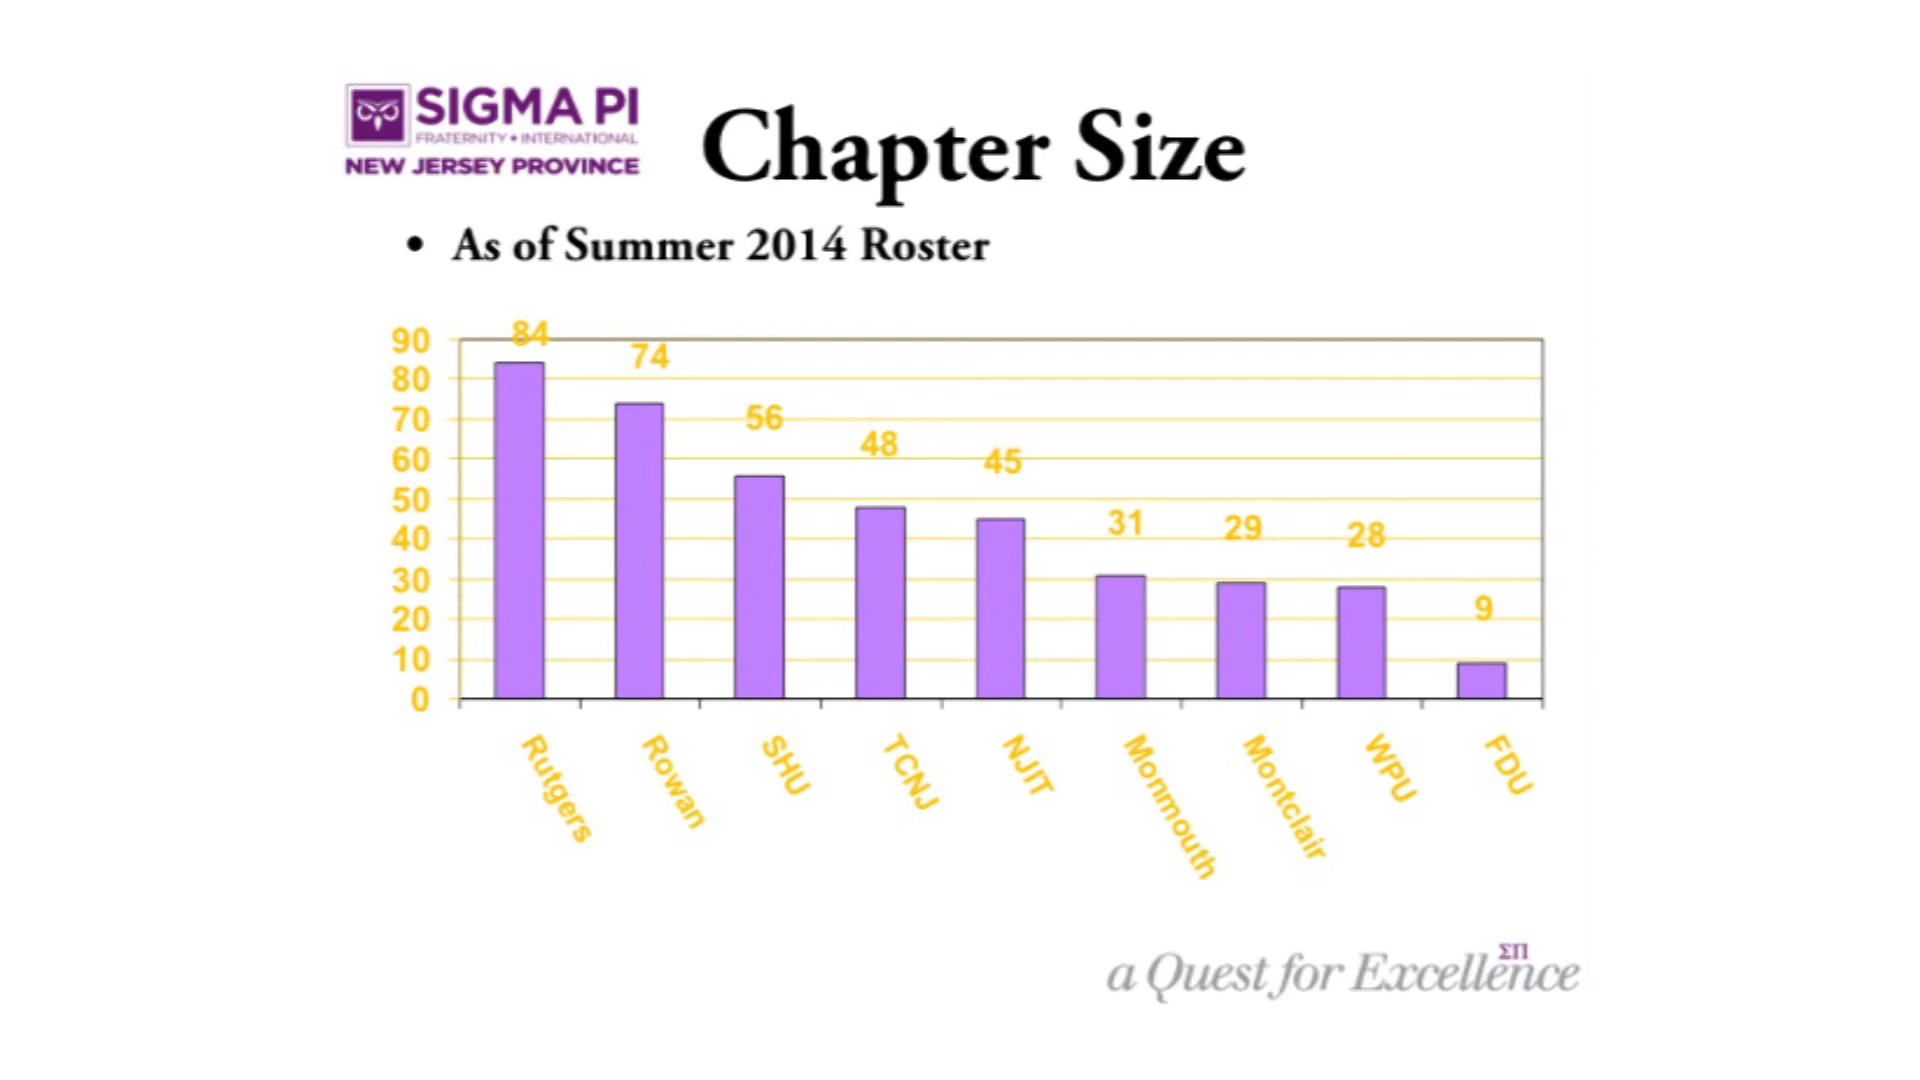 SIGMA PI
FRATERNITY • INTERNATIONAL
NEW JERSEY PROVINCE
Chapter Size
• As of Summer 2014 Roster
90
80
70
60
50
40
30
20
10
0
84
74
56
48
45
31
29
28
9
Rutgers
Rowan
SHU
TCNJ
NJIT
Monmouth
Montclair
WPU
FDU
ΣΠ
a Quest for Excellence